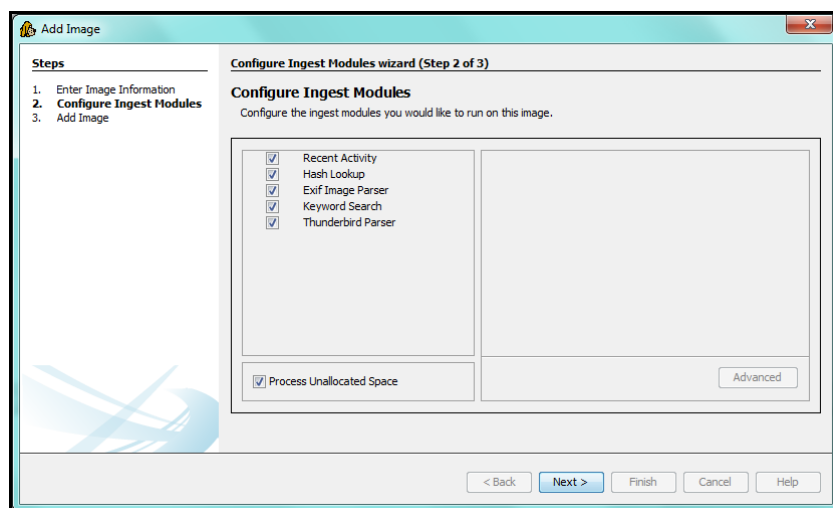 Add Image
Steps
1. Enter Image Information
2. Configure Ingest Modules
3. Add Image
Configure Ingest Modules wizard (Step 2 of 3)
Configure Ingest Modules
Configure the ingest modules you would like to run on this image.
Recent Activity
Hash Lookup
Exif Image Parser
Keyword Search
Thunderbird Parser
Process Unallocated Space
Advanced
< Back Next > Finish Cancel Help